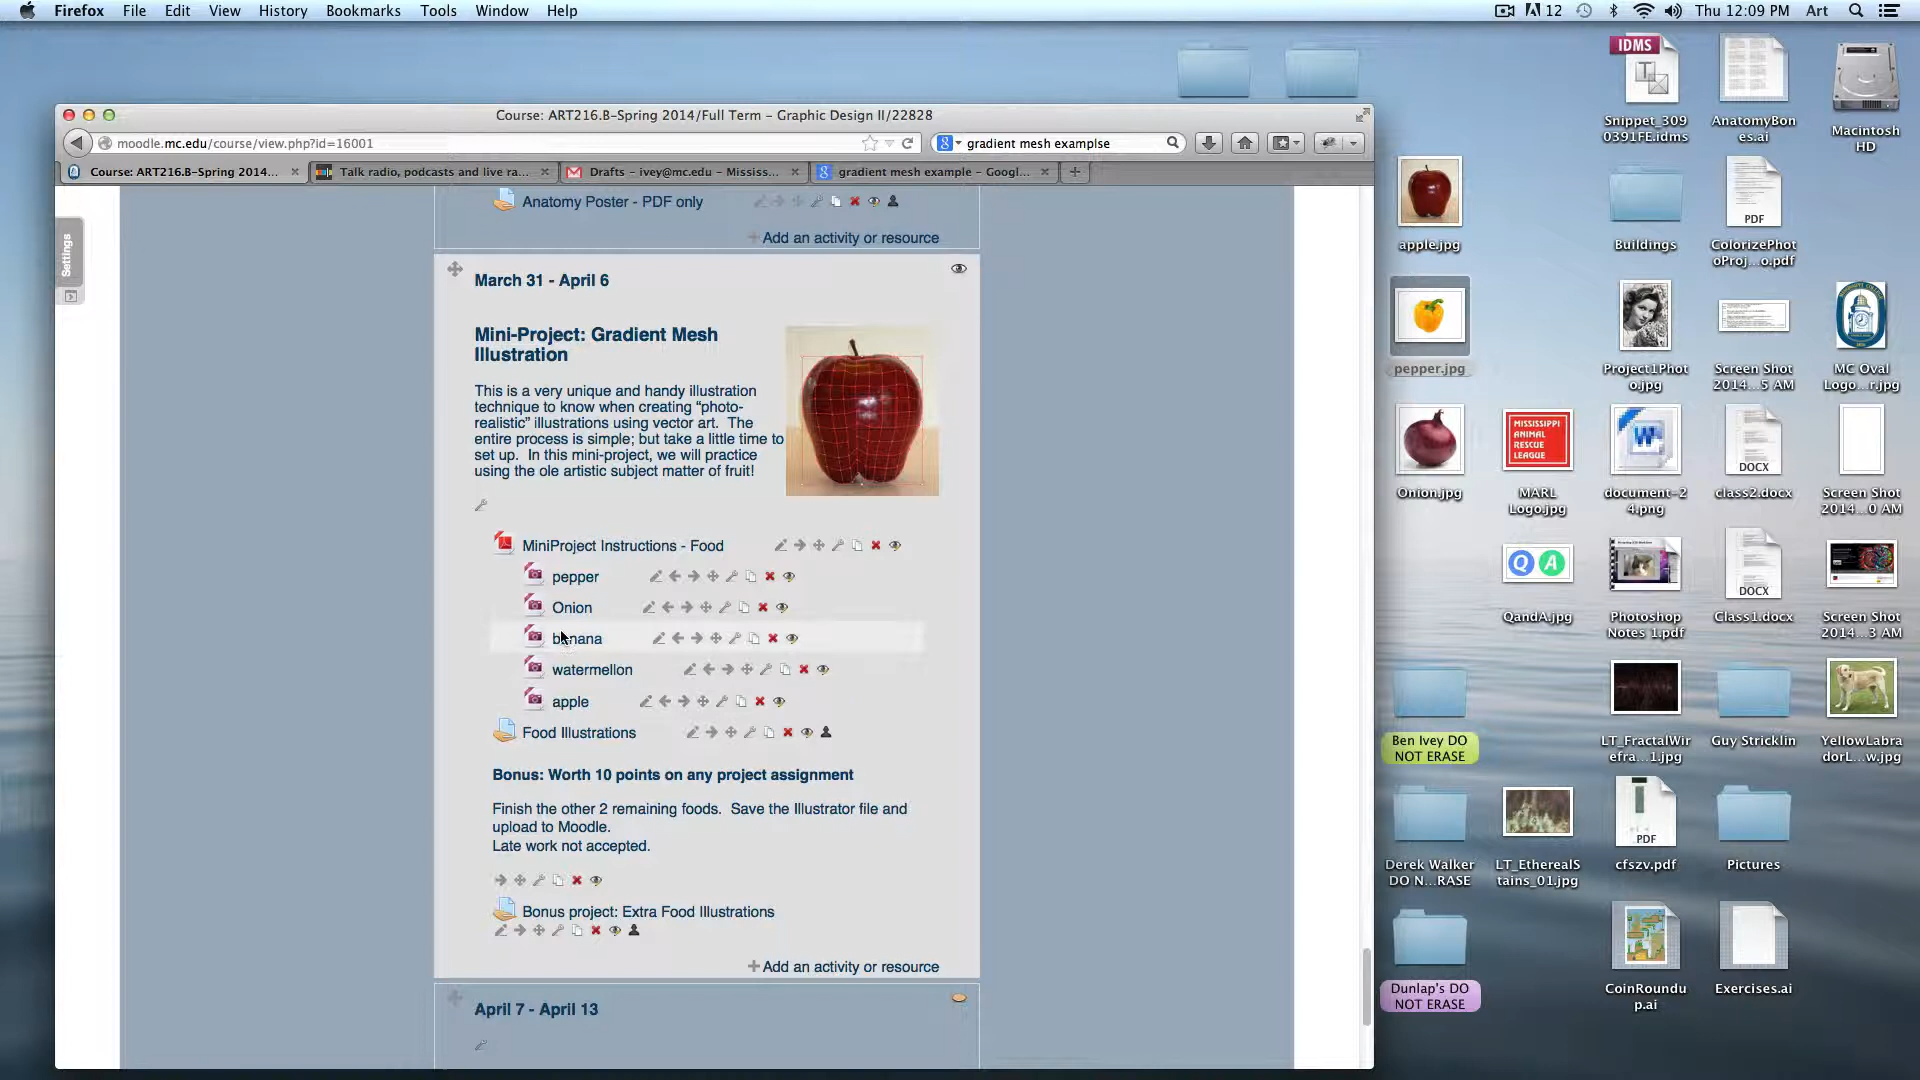 Firefox File Edit View History Bookmarks Tools Window Help
12 Thu 12:09 PM Art
Course: ART216.B-Spring 2014/Full Term – Graphic Design II/22828
moodle.mc.edu/course/view.php?id=16001
gradient mesh examplse
Course: ART216.B-Spring 2014...
Talk radio, podcasts and live ra...
Drafts – ivey@mc.edu – Mississ...
gradient mesh example – Googl...
Settings
Anatomy Poster - PDF only
Add an activity or resource
March 31 - April 6
Mini-Project: Gradient Mesh
Illustration
This is a very unique and handy illustration
technique to know when creating “photo-
realistic” illustrations using vector art. The
entire process is simple; but take a little time to
set up. In this mini-project, we will practice
using the ole artistic subject matter of fruit!
MiniProject Instructions - Food
pepper
Onion
banana
watermellon
apple
Food Illustrations
Bonus: Worth 10 points on any project assignment
Finish the other 2 remaining foods. Save the Illustrator file and
upload to Moodle.
Late work not accepted.
Bonus project: Extra Food Illustrations
Add an activity or resource
April 7 - April 13
IDMS
Snippet_309
0391FE.idms
AnatomyBon
es.ai
Macintosh
HD
apple.jpg
Buildings
PDF
ColorizePhot
oProj...o.pdf
pepper.jpg
Project1Phot
o.jpg
Screen Shot
2014...5 AM
MC Oval
Logo...r.jpg
Onion.jpg
MISSISSIPPI
ANIMAL
RESCUE
LEAGUE
MARL
Logo.jpg
document-2
4.png
DOCX
class2.docx
Screen Shot
2014...0 AM
Q A
QandA.jpg
Photoshop
Notes 1.pdf
DOCX
Class1.docx
Screen Shot
2014...3 AM
Ben Ivey DO
NOT ERASE
LT_FractalWir
efra...1.jpg
Guy Stricklin
YellowLabra
dorL...w.jpg
Derek Walker
DO N...RASE
LT_EtherealS
tains_01.jpg
PDF
cfszv.pdf
Pictures
Dunlap's DO
NOT ERASE
CoinRoundu
p.ai
Exercises.ai